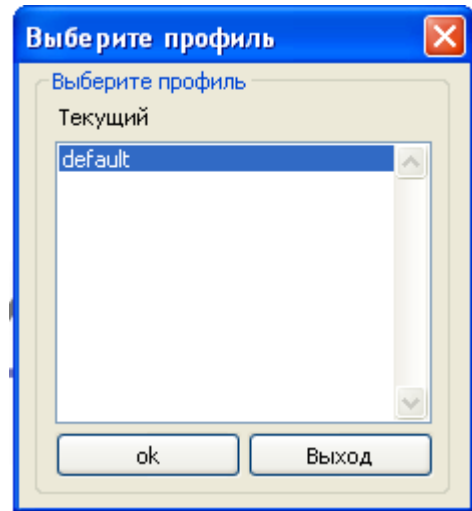 Выберите профиль
Выберите профиль
Текущий
default
ok
Выход